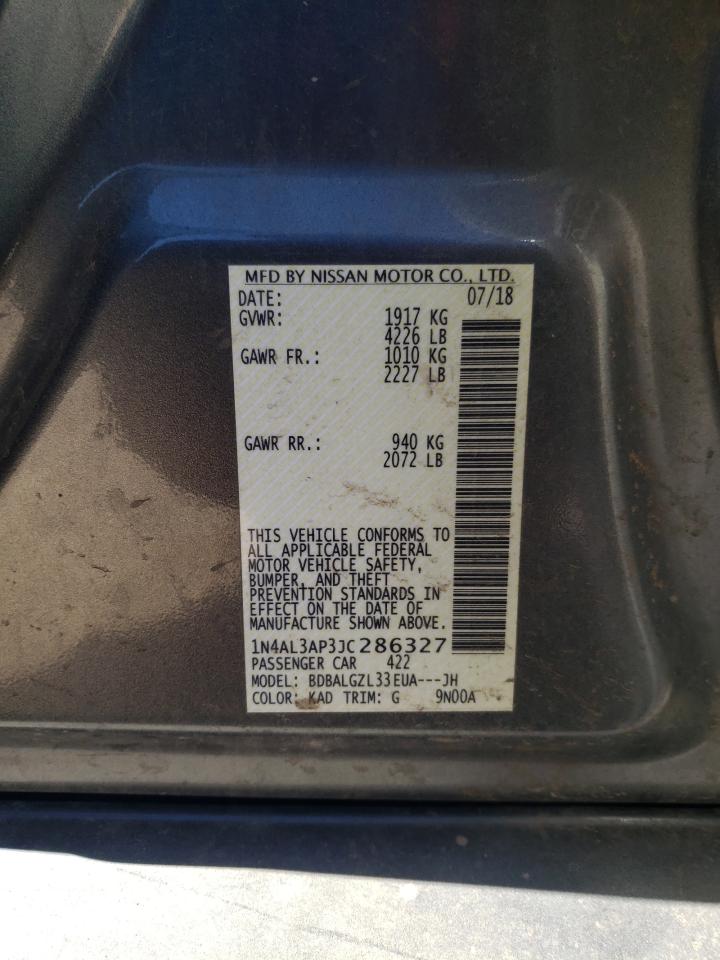 MFD BY NISSAN MOTOR CO., LTD.
DATE: 07/18
GVWR: 1917 KG
4226 LB
GAWR FR.: 1010 KG
2227 LB
GAWR RR.: 940 KG
2072 LB
THIS VEHICLE CONFORMS TO
ALL APPLICABLE FEDERAL
MOTOR VEHICLE SAFETY,
BUMPER, AND THEFT
PREVENTION STANDARDS IN
EFFECT ON THE DATE OF
MANUFACTURE SHOWN ABOVE.
1N4AL3AP3JC286327
PASSENGER CAR 422
MODEL: BDBALGZL33EUA---JH
COLOR: KAD TRIM: G 9N00A